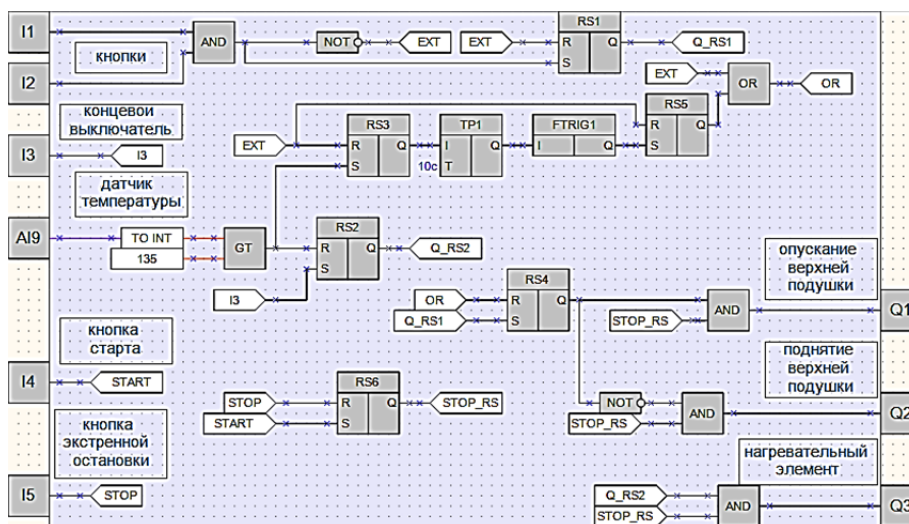 I1
кнопки
I2
AND
NOT
EXT
EXT
RS1
R
Q
S
Q_RS1
EXT
OR
OR
концевой
выключатель
I3
I3
EXT
RS3
R
Q
S
TP1
I
Q
10c
T
FTRIG1
I
Q
RS5
R
Q
S
датчик
температуры
AI9
TO INT
135
GT
RS2
R
Q
S
Q_RS2
I3
RS4
R
Q
S
OR
Q_RS1
AND
STOP_RS
опускание
верхней
подушки
Q1
кнопка
старта
I4
START
RS6
R
Q
S
STOP
START
STOP_RS
NOT
STOP_RS
AND
поднятие
верхней
подушки
Q2
кнопка
экстренной
остановки
I5
STOP
нагревательный
элемент
Q_RS2
STOP_RS
AND
Q3